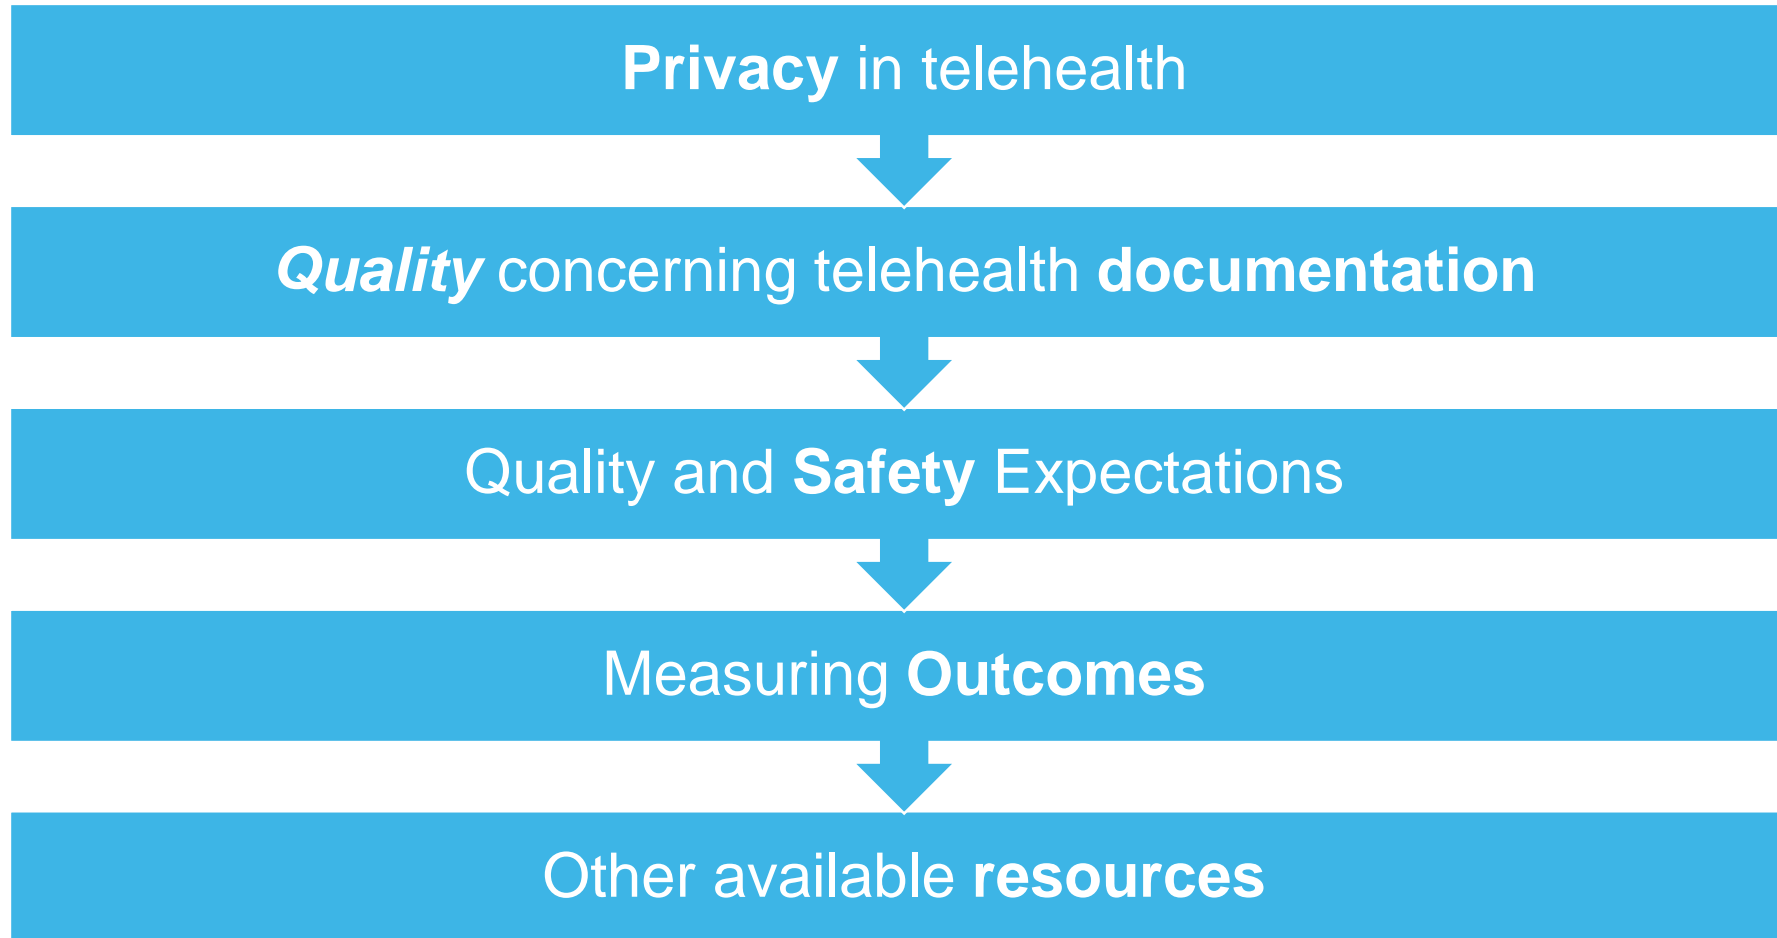 Privacy in telehealth
Quality concerning telehealth documentation
Quality and Safety Expectations
Measuring Outcomes
Other available resources